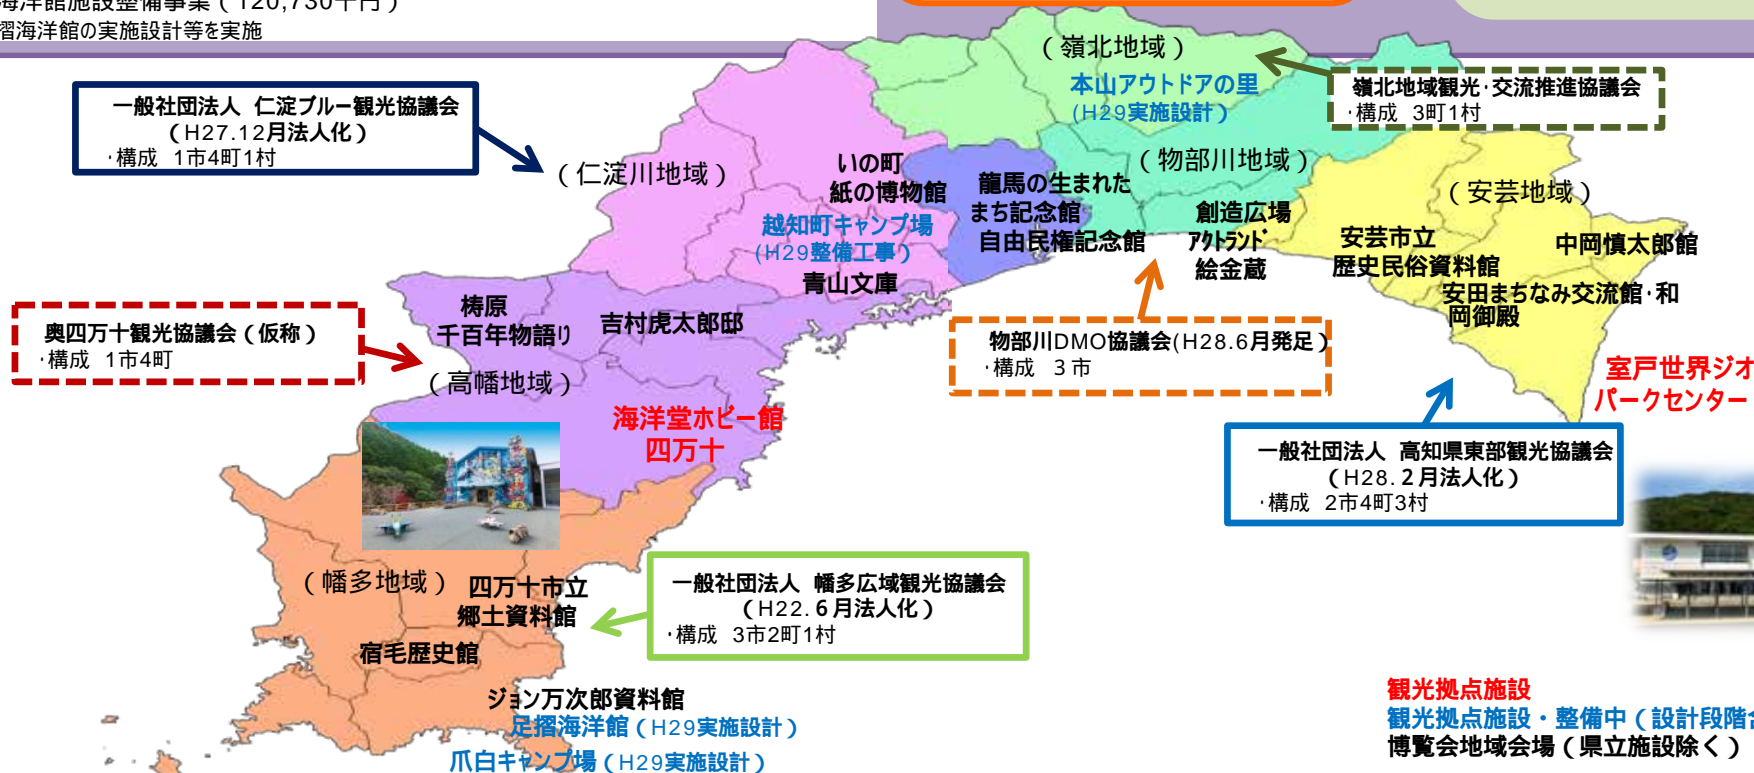 海洋館施設整備事業（120,730千円）
摺海洋館の実施設計等を実施
（嶺北地域）
本山アウトドアの里
（H29実施設計）
嶺北地域観光・交流推進協議会
・構成 3町1村
一般社団法人 仁淀ブルー観光協議会
（H27.12月法人化）
・構成 1市4町1村
（仁淀川地域）
いの町
紙の博物館
越知町キャンプ場
（H29整備工事）
青山文庫
龍馬の生まれた
まち記念館
自由民権記念館
（物部川地域）
創造広場
アクトランド
絵金蔵
（安芸地域）
安芸市立
歴史民俗資料館
中岡慎太郎館
安田まちなみ交流館・和
岡御殿
室戸世界ジオ
パークセンター
奥四万十観光協議会（仮称）
・構成 1市4町
梼原
千百年物語り
吉村虎太郎邸
（高幡地域）
海洋堂ホビー館
四万十
物部川DMO協議会(H28.6月発足）
・構成 3市
一般社団法人 高知県東部観光協議会
（H28.2月法人化）
・構成 2市4町3村
（幡多地域）
四万十市立
郷土資料館
宿毛歴史館
一般社団法人 幡多広域観光協議会
（H22.6月法人化）
・構成 3市2町1村
ジョン万次郎資料館
足摺海洋館（H29実施設計）
爪白キャンプ場（H29実施設計）
観光拠点施設
観光拠点施設・整備中（設計段階
博覧会地域会場（県立施設除く）